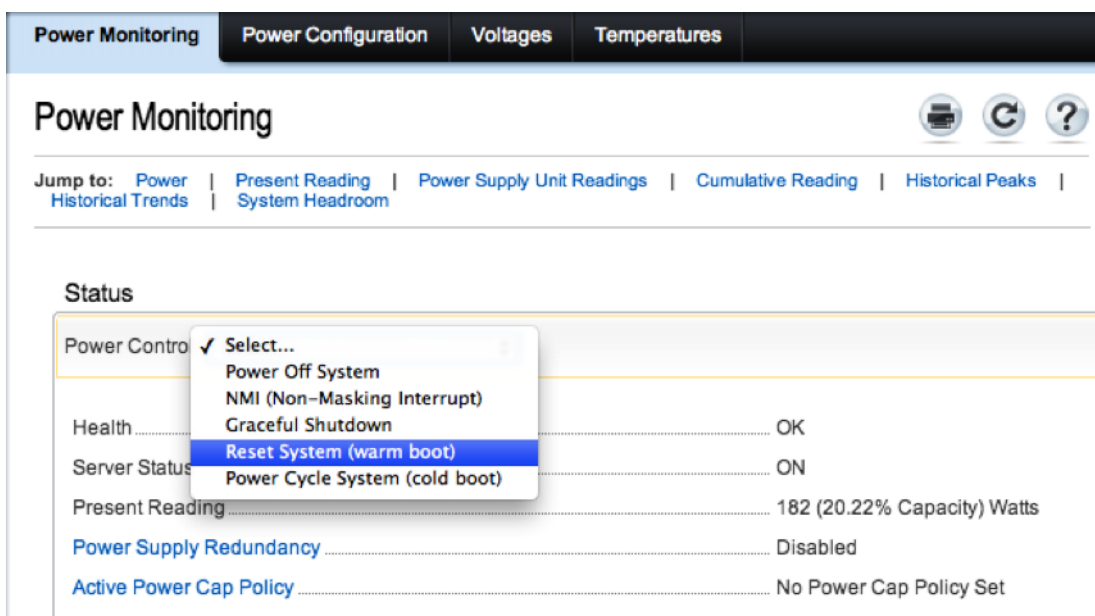 Power Monitoring Power Configuration Voltages Temperatures
Power Monitoring
Jump to: Power | Present Reading | Power Supply Unit Readings | Cumulative Reading | Historical Peaks |
Historical Trends | System Headroom
Status
Power Contro ✓ Select...
Power Off System
NMI (Non-Masking Interrupt)
Health OK
Graceful Shutdown
Reset System (warm boot)
Server Status ON
Power Cycle System (cold boot)
Present Reading 182 (20.22% Capacity) Watts
Power Supply Redundancy Disabled
Active Power Cap Policy No Power Cap Policy Set